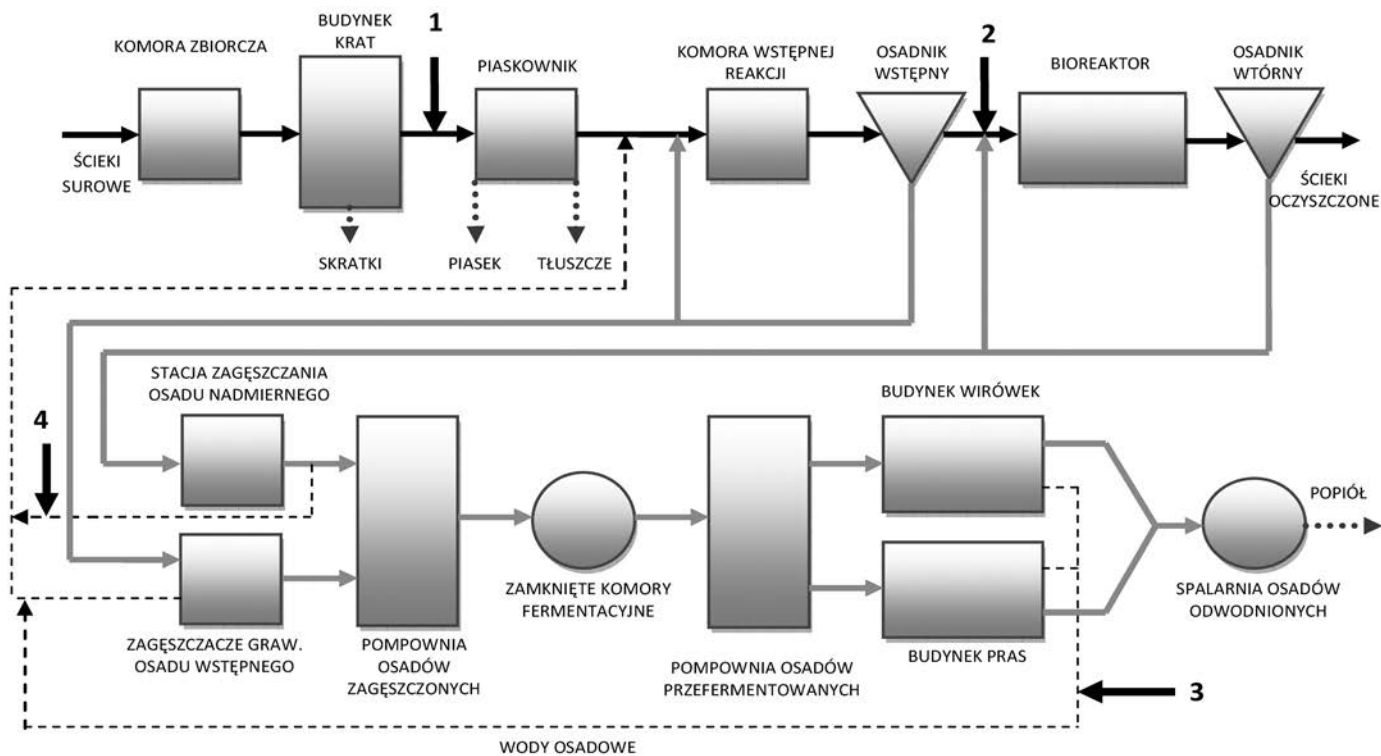 KOMORA ZBIORCZA
BUDYNEK
KRAT
1
PIASKOWNIK
KOMORA WSTĘPNEJ
REAKCJI
OSADNIK
WSTĘPNY
2
BIOREAKTOR
OSADNIK
WTÓRNY
ŚCIEKI
SUROWE
ŚCIEKI
OCZYSZCZONE
SKRATKI
PIASEK
TŁUSZCZE
STACJA ZAGĘSZCZANIA
OSADU NADMIERNEGO
BUDYNEK WIRÓWEK
4
POPIÓŁ
ZAMKNIĘTE KOMORY
FERMENTACYJNE
SPALARNIA OSADÓW
ODWODNIONYCH
ZAGĘSZCZACZE GRAW.
OSADU WSTĘPNEGO
POMPOWNIA
OSADÓW
ZAGĘSZCZONYCH
POMPOWNIA OSADÓW
PRZEFERMENTOWANYCH
BUDYNEK PRAS
3
WODY OSADOWE